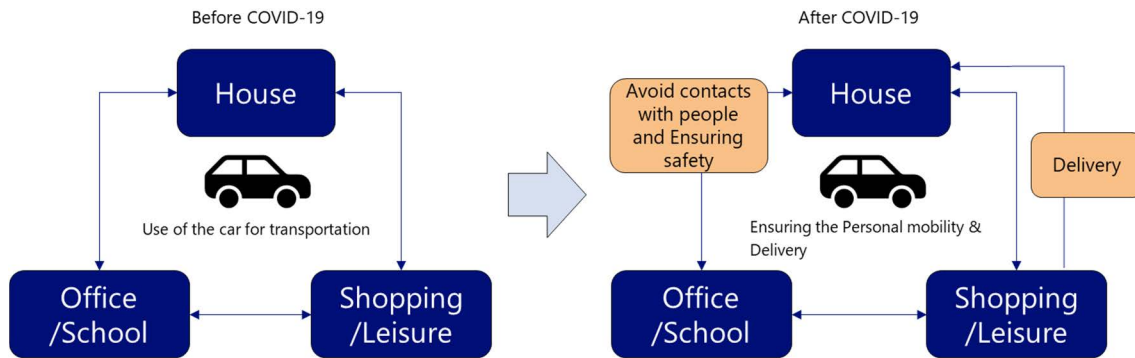 Before COVID-19
House
Use of the car for transportation
Office
/School
Shopping
/Leisure
After COVID-19
House
Avoid contacts
with people
and Ensuring
safety
Delivery
Ensuring the Personal mobility &
Delivery
Office
/School
Shopping
/Leisure